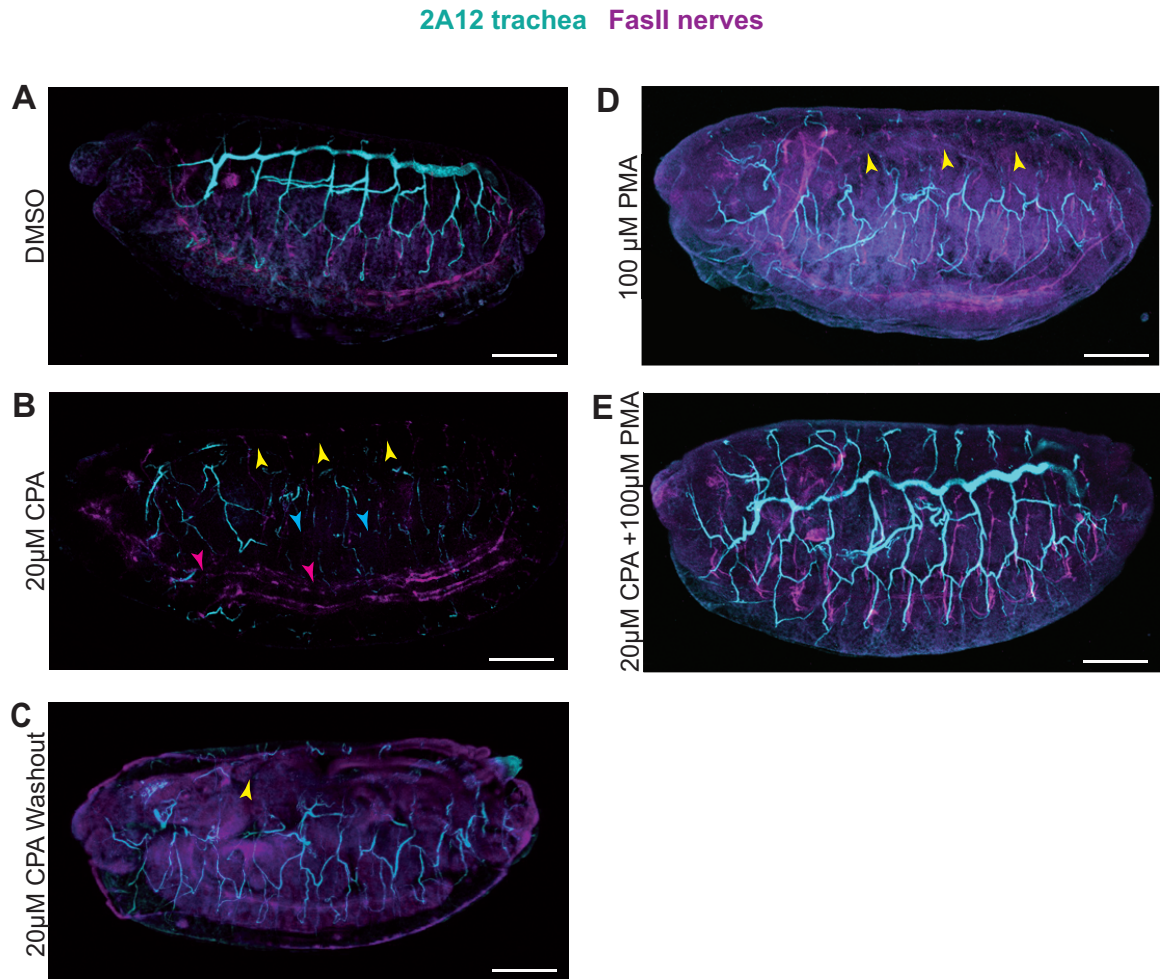 2A12 trachea FasII nerves
A
DMSO
B
20µM CPA
C
20µM CPA Washout
D
100 µM PMA
E
20µM CPA +100µM PMA